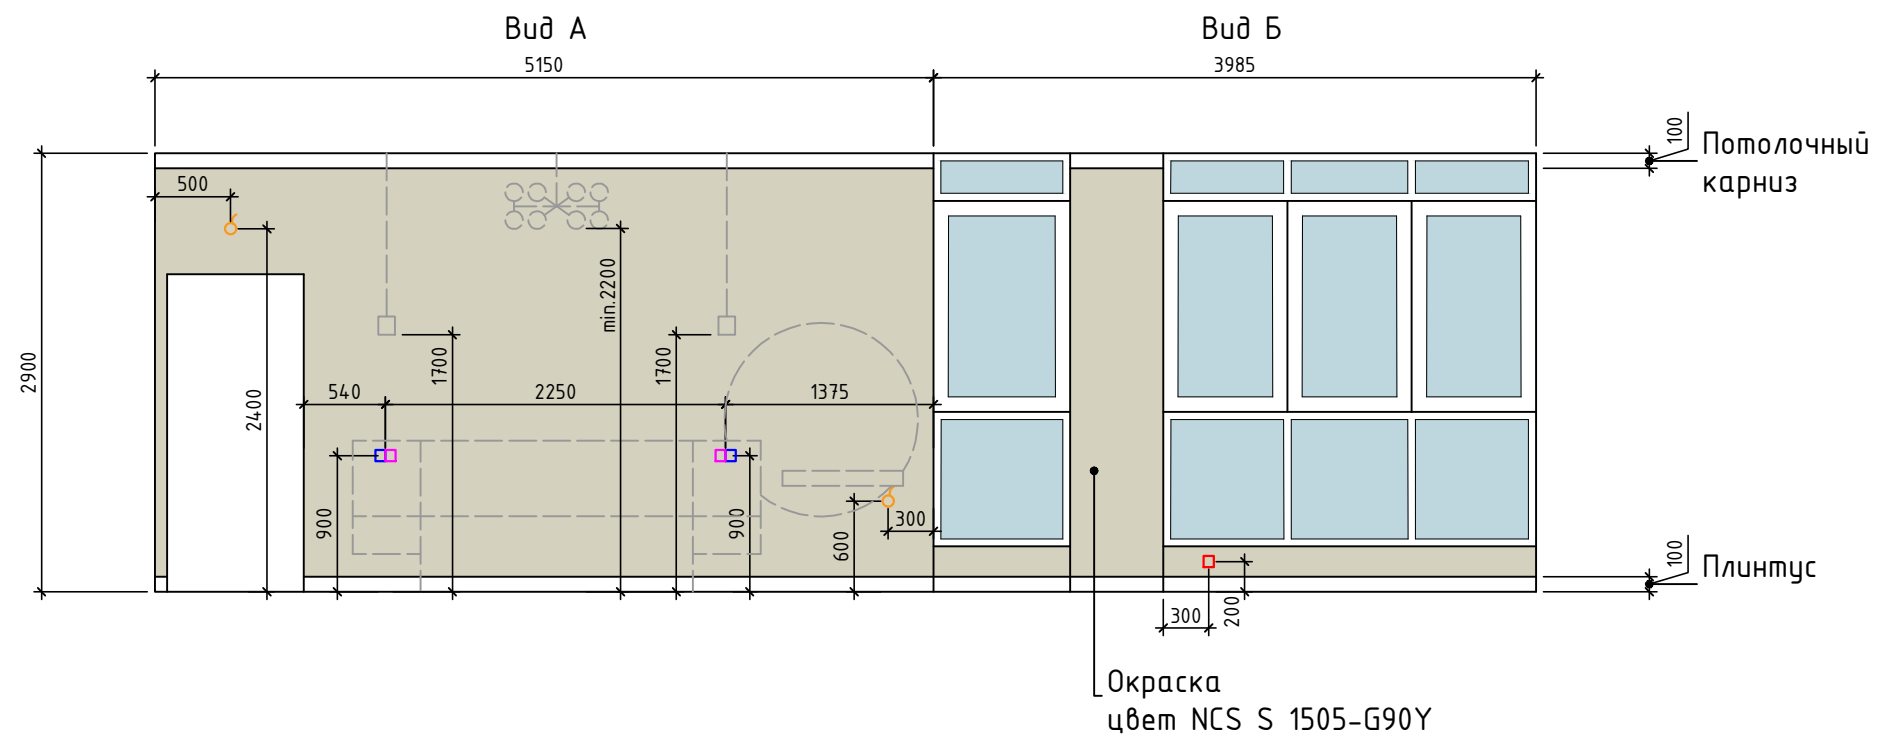 Вид А
Вид Б
5150
3985
100
Потолочный
карниз
500
2900
2400
1700
min.2200
1700
540
2250
1375
900
900
600
300
100
Плинтус
300
200
Окраска
цвет NCS S 1505-G90Y